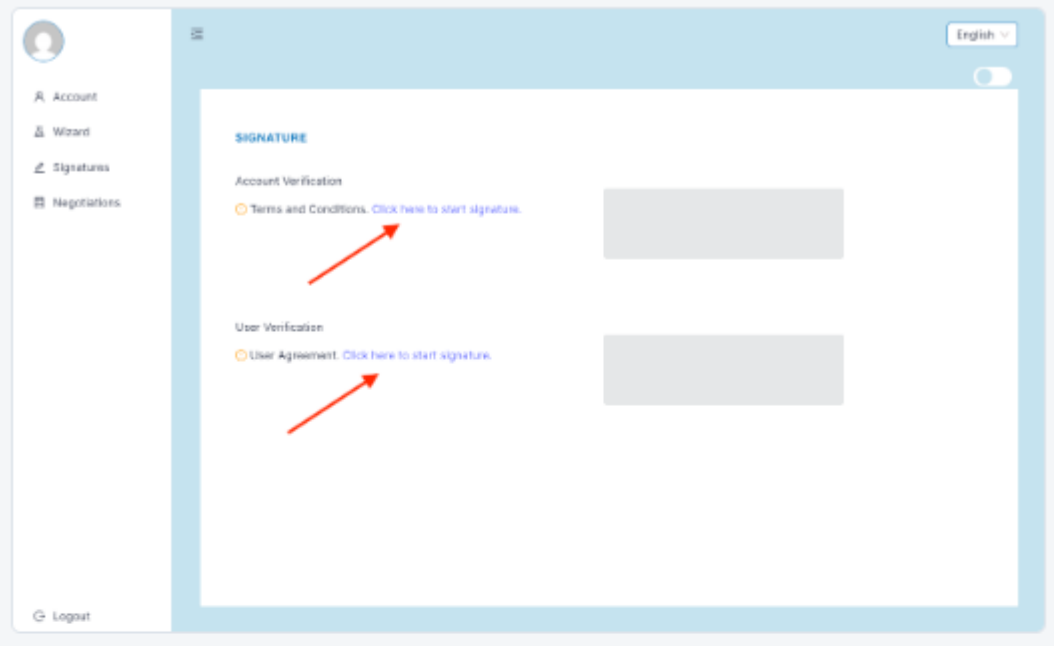 English
Account
Wizard
Signatures
Negotiations
SIGNATURE
Account Verification
Terms and Conditions. Click here to start signature.
User Verification
User Agreement. Click here to start signature.
Logout